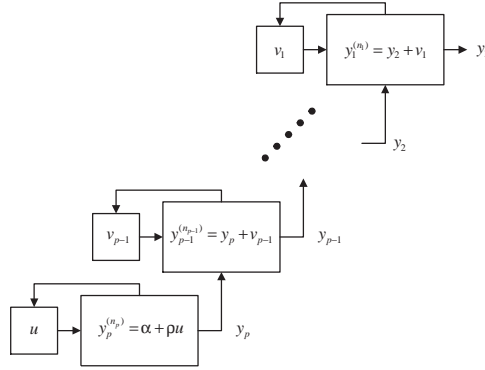 v₁
y₁⁽ⁿ¹⁾ = y₂ + v₁
y
y₂
vₚ₋₁
yₚ₋₁⁽ⁿᵖ⁻¹⁾ = yₚ + vₚ₋₁
yₚ₋₁
u
yₚ⁽ⁿᵖ⁾ = α + ρu
yₚ